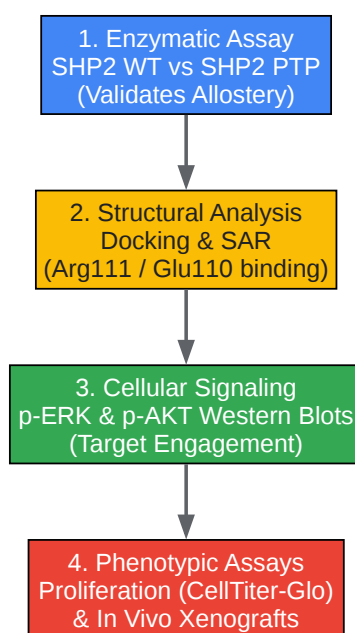 1. Enzymatic Assay
SHP2 WT vs SHP2 PTP
(Validates Allostery)
2. Structural Analysis
Docking & SAR
(Arg111 / Glu110 binding)
3. Cellular Signaling
p-ERK & p-AKT Western Blots
(Target Engagement)
4. Phenotypic Assays
Proliferation (CellTiter-Glo)
& In Vivo Xenografts